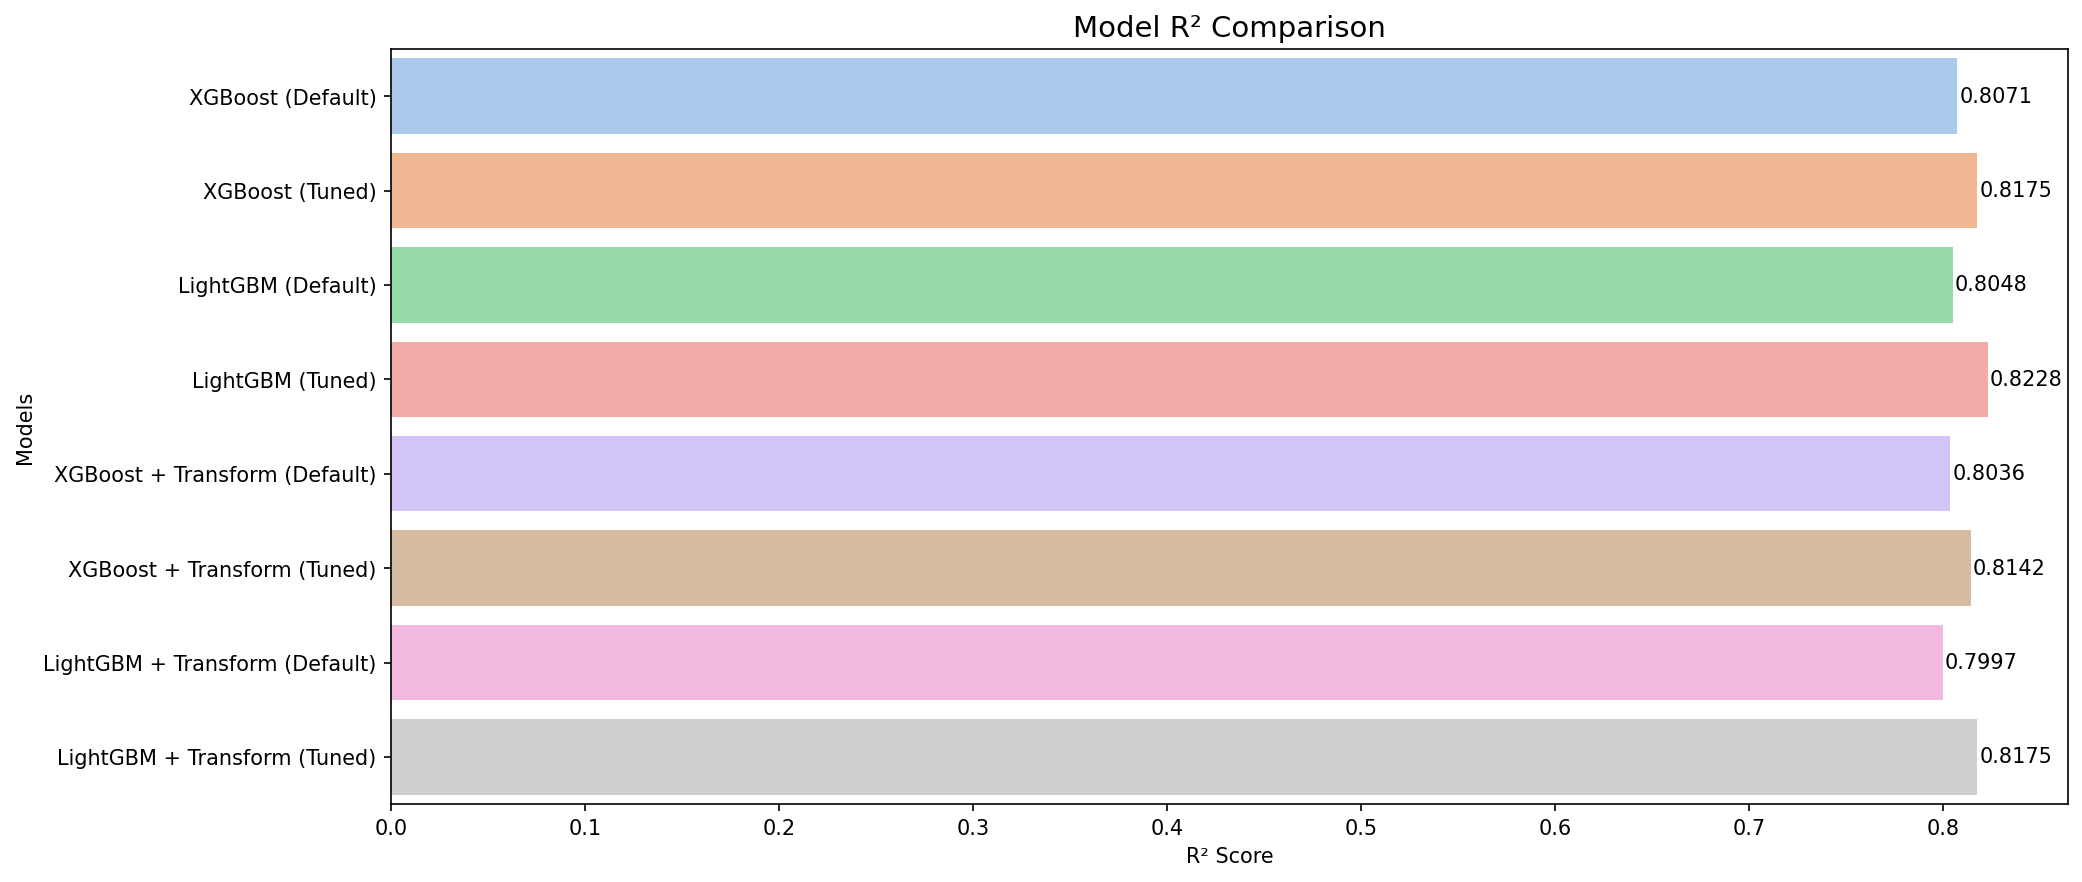 Model R² Comparison
XGBoost (Default)
0.8071
XGBoost (Tuned)
0.8175
LightGBM (Default)
0.8048
LightGBM (Tuned)
0.8228
Models
XGBoost + Transform (Default)
0.8036
XGBoost + Transform (Tuned)
0.8142
LightGBM + Transform (Default)
0.7997
LightGBM + Transform (Tuned)
0.8175
0.0 0.1 0.2 0.3 0.4 0.5 0.6 0.7 0.8
R² Score